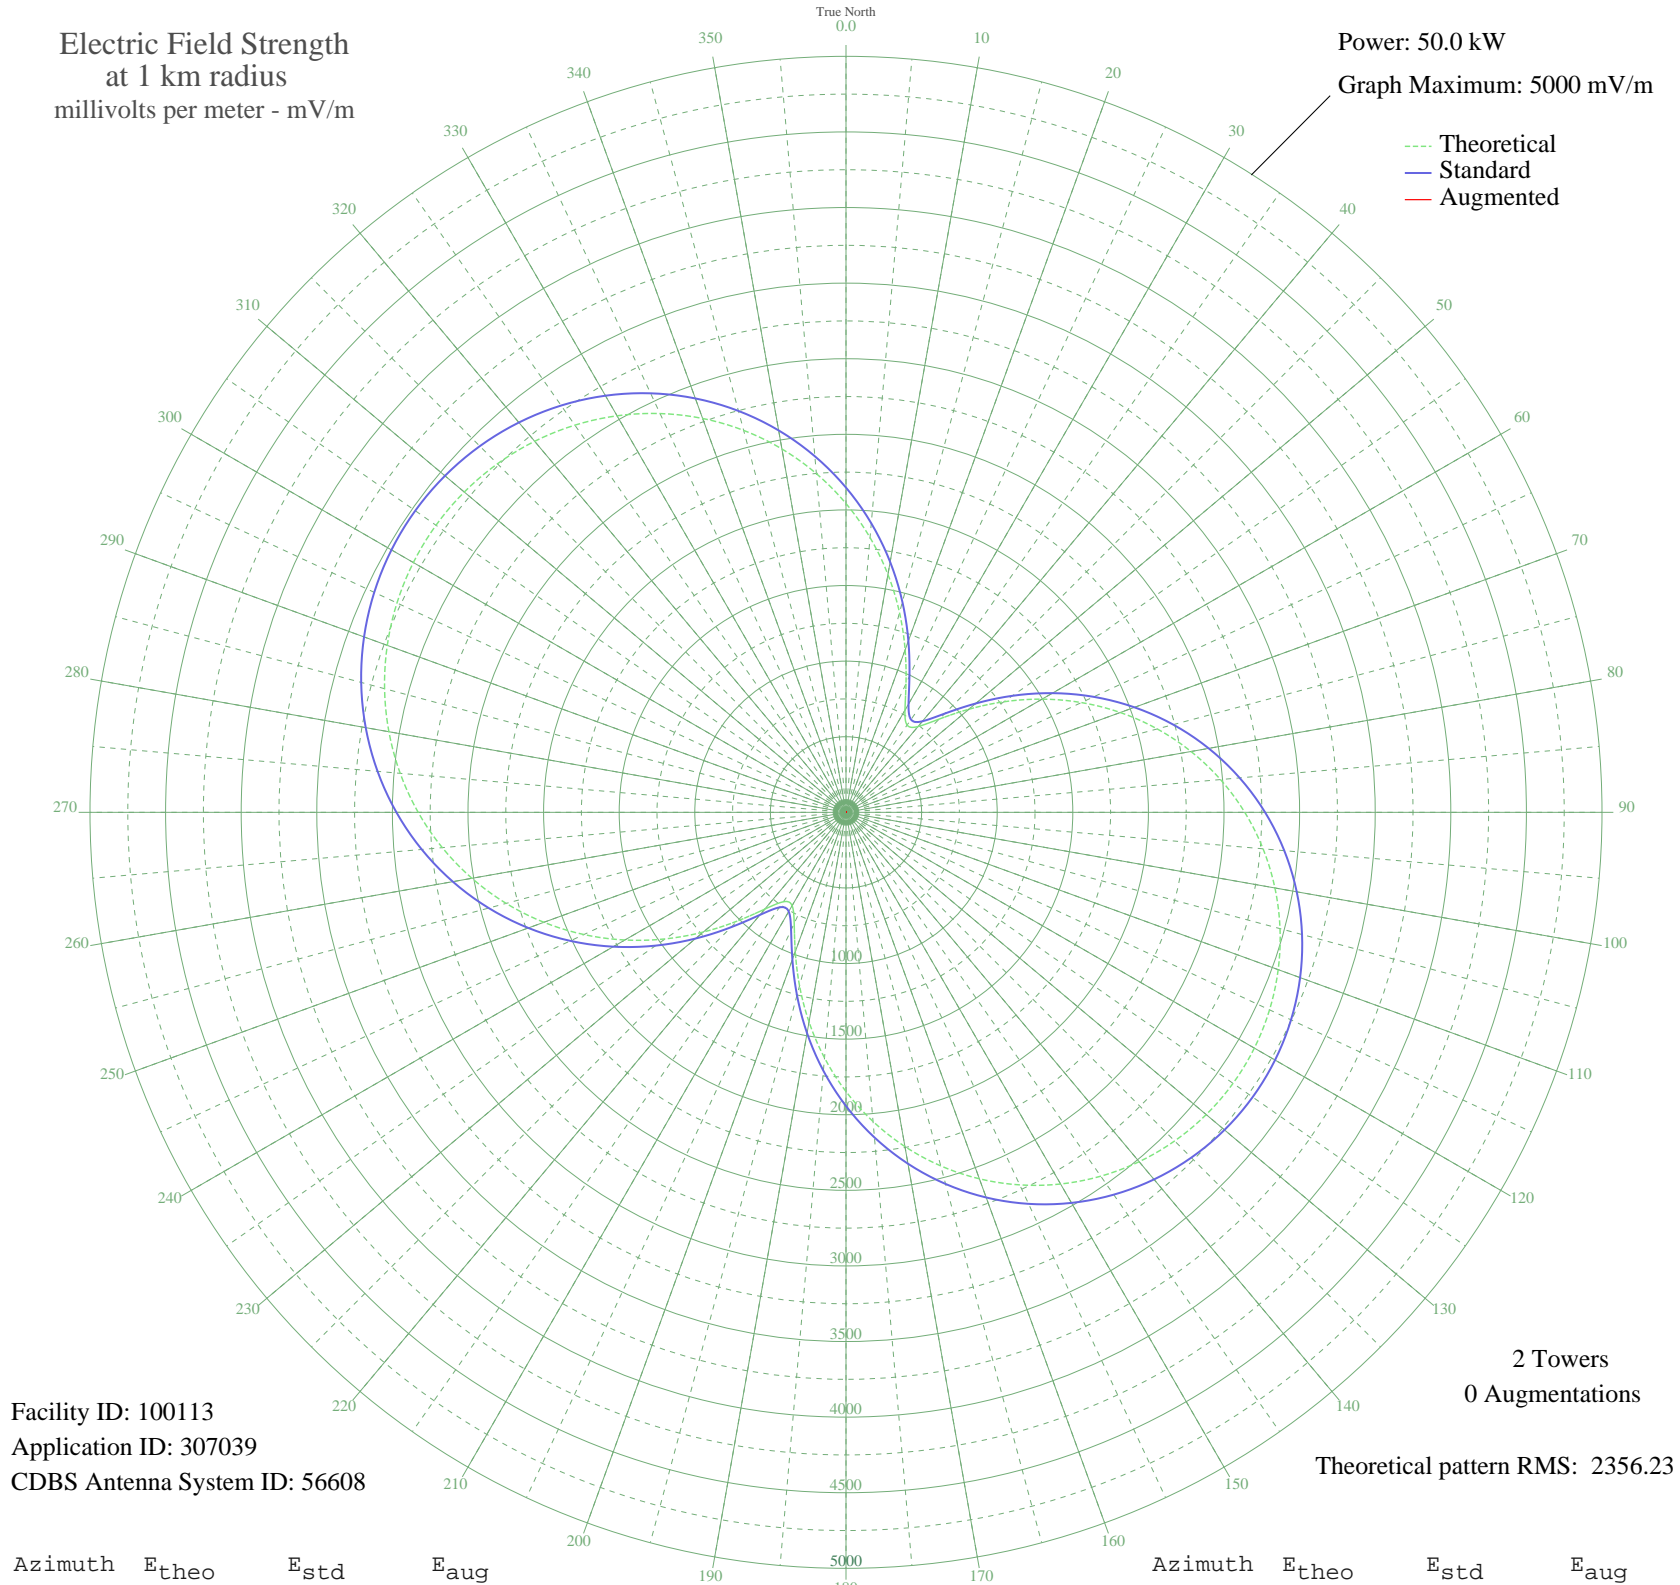 True North
0.0
Electric Field Strength
at 1 km radius
millivolts per meter - mV/m
Power: 50.0 kW
Graph Maximum: 5000 mV/m
Theoretical
Standard
Augmented
10
20
30
40
50
60
70
80
90
100
110
120
130
140
150
160
170
190
200
210
220
230
240
250
260
270
280
290
300
310
320
330
340
350
1000
1500
2000
2500
3000
3500
4000
4500
5000
2 Towers
0 Augmentations
Theoretical pattern RMS: 2356.23
Facility ID: 100113
Application ID: 307039
CDBS Antenna System ID: 56608
Azimuth Etheo Estd Eaug
Azimuth Etheo Estd Eaug